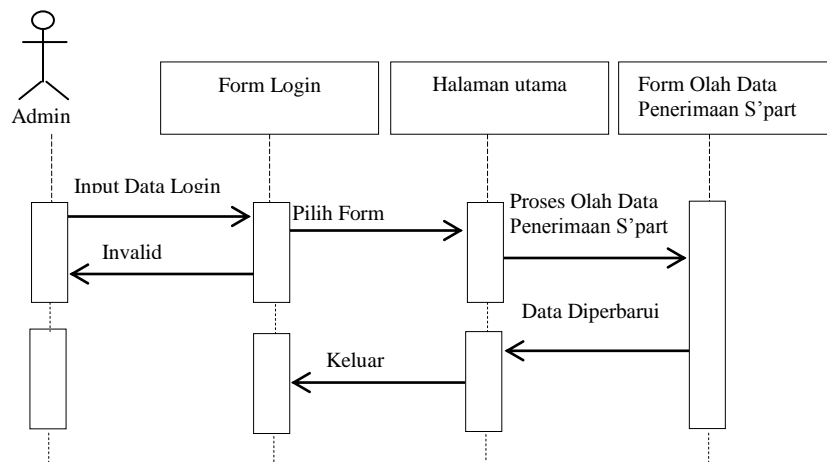 Admin
Form Login
Halaman utama
Form Olah Data
Penerimaan S'part
Input Data Login
Pilih Form
Proses Olah Data
Penerimaan S'part
Invalid
Data Diperbarui
Keluar